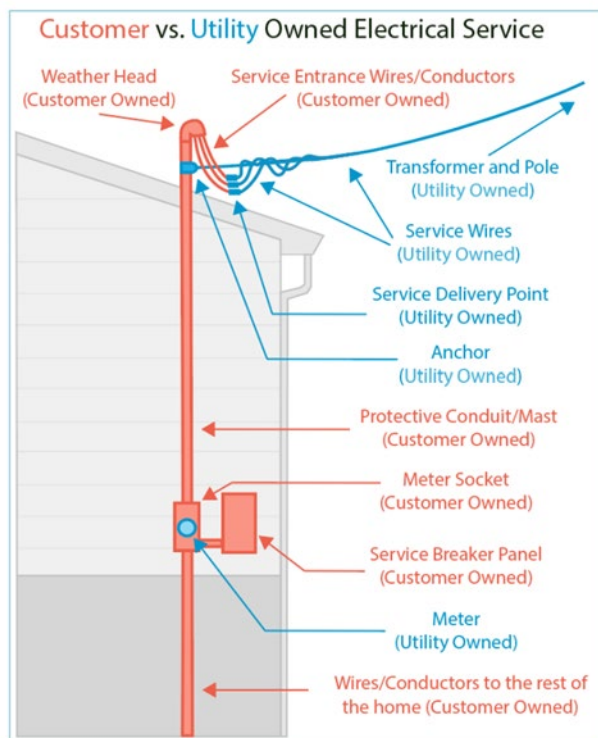 Customer vs. Utility Owned Electrical Service
Weather Head
(Customer Owned)
Service Entrance Wires/Conductors
(Customer Owned)
Transformer and Pole
(Utility Owned)
Service Wires
(Utility Owned)
Service Delivery Point
(Utility Owned)
Anchor
(Utility Owned)
Protective Conduit/Mast
(Customer Owned)
Meter Socket
(Customer Owned)
Service Breaker Panel
(Customer Owned)
Meter
(Utility Owned)
Wires/Conductors to the rest of
the home (Customer Owned)